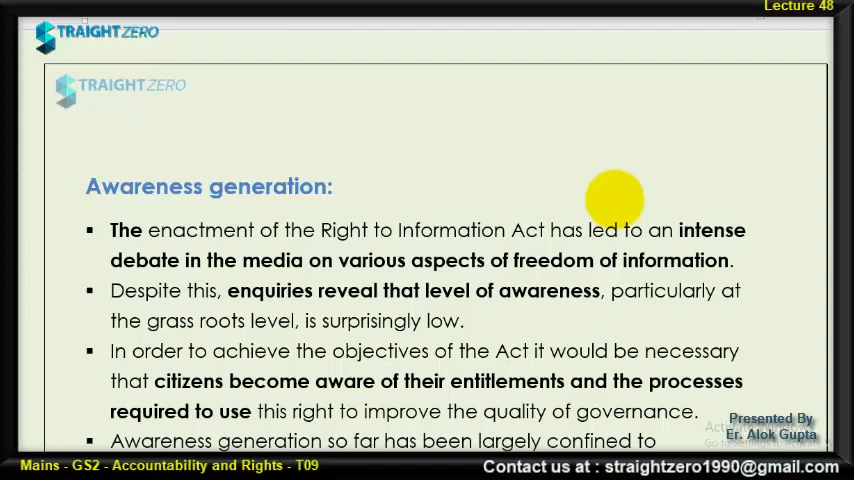 Lecture 48
STRAIGHTZERO
STRAIGHTZERO
Awareness generation:
▪ The enactment of the Right to Information Act has led to an intense
debate in the media on various aspects of freedom of information.
▪ Despite this, enquiries reveal that level of awareness, particularly at
the grass roots level, is surprisingly low.
▪ In order to achieve the objectives of the Act it would be necessary
that citizens become aware of their entitlements and the processes
required to use this right to improve the quality of governance.
▪ Awareness generation so far has been largely confined to
Presented By
Er. Alok Gupta
Mains - GS2 - Accountability and Rights - T09
Contact us at : straightzero1990@gmail.com